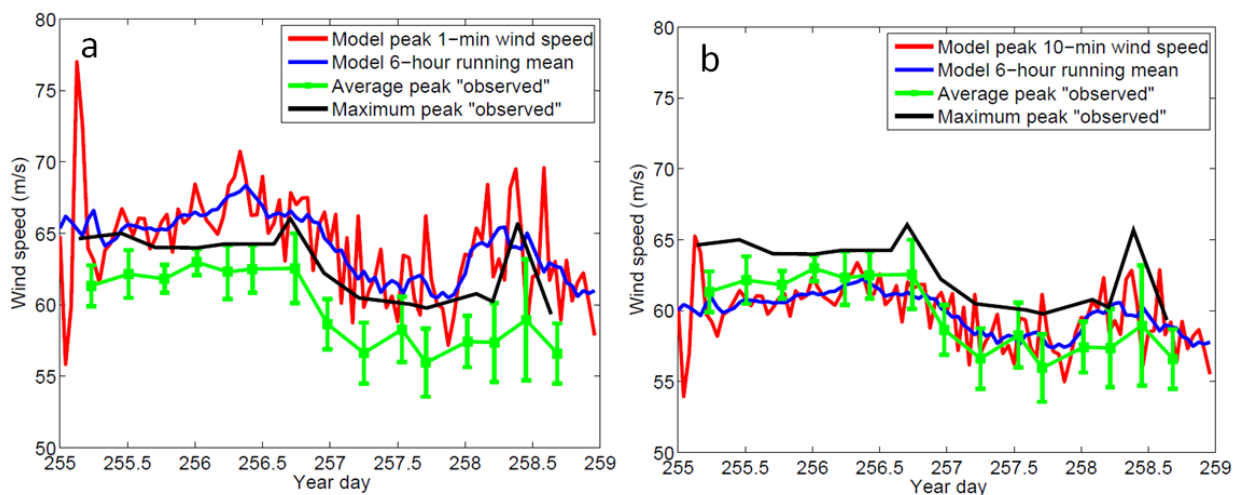 a
Model peak 1-min wind speed
Model 6-hour running mean
Average peak "observed"
Maximum peak "observed"
Wind speed (m/s)
80
75
70
65
60
55
50
255 255.5 256 256.5 257 257.5 258 258.5 259
Year day
b
Model peak 10-min wind speed
Model 6-hour running mean
Average peak "observed"
Maximum peak "observed"
Wind speed (m/s)
80
75
70
65
60
55
50
255 255.5 256 256.5 257 257.5 258 258.5 259
Year day